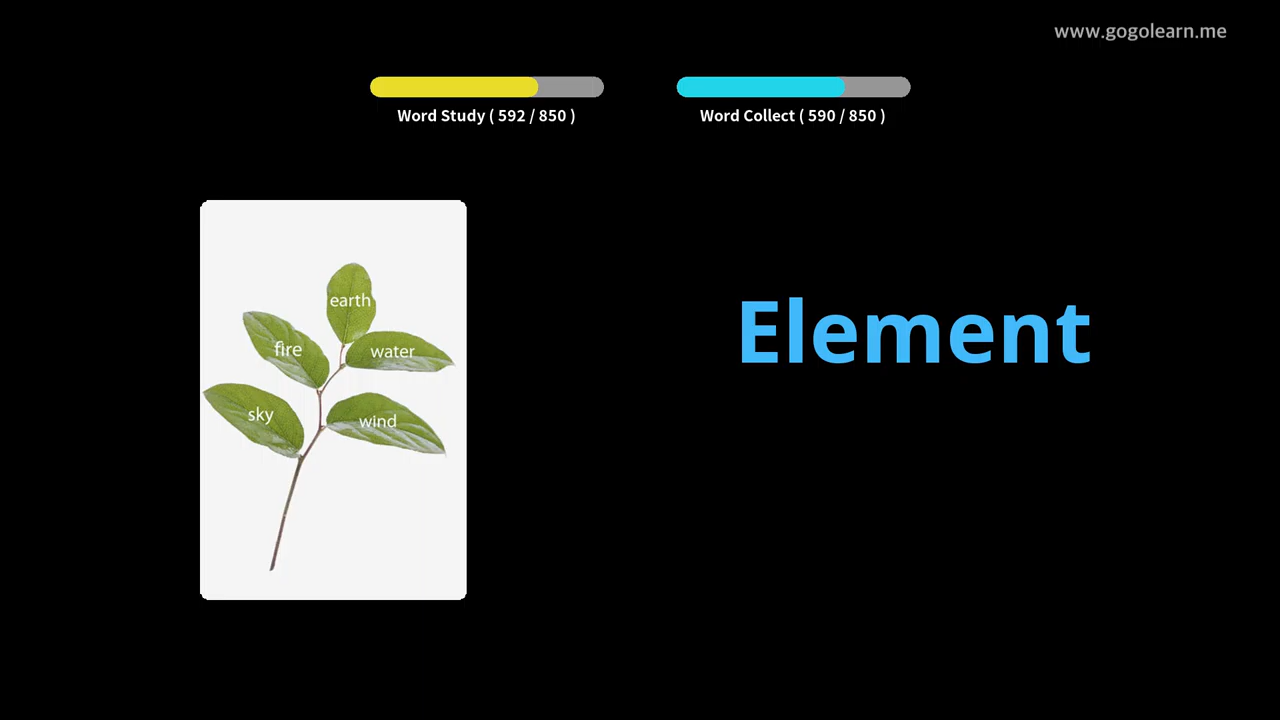 www.gogolearn.me
Word Study ( 592 / 850 )
Word Collect ( 590 / 850 )
earth
fire
water
sky
wind
Element